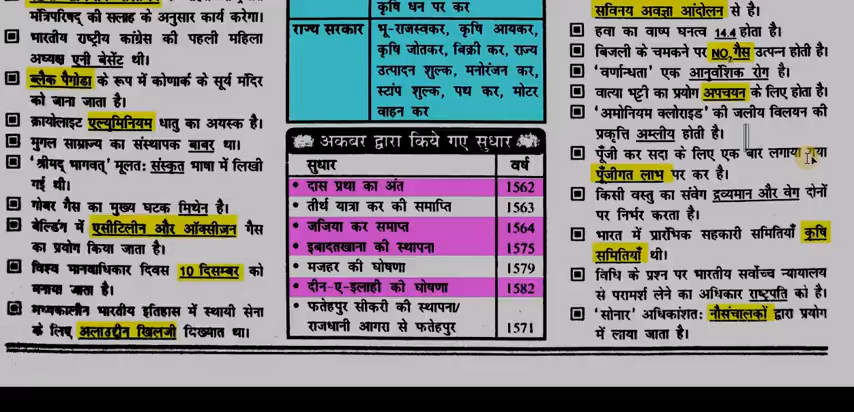 मंत्रिपरिषद् की सलाह के अनुसार कार्य करेगा।
भारतीय राष्ट्रीय कांग्रेस की पहली महिला
अध्यक्ष एनी बेसेंट थी।
ब्लैक पैगोडा के रूप में कोणार्क के सूर्य मंदिर
को जाना जाता है।
क्रायोलाइट एल्युमिनियम धातु का अयस्क है।
मुगल साम्राज्य का संस्थापक बाबर था।
'श्रीमद् भागवत्' मूलतः संस्कृत भाषा में लिखी
गई थी।
गोबर गैस का मुख्य घटक मिथेन है।
वेल्डिंग में एसीटिलीन और ऑक्सीजन गैस
का प्रयोग किया जाता है।
विश्व मानवाधिकार दिवस 10 दिसम्बर को
मनाया जाता है।
मध्यकालीन भारतीय इतिहास में स्थायी सेना
के लिए अलाउद्दीन खिलजी विख्यात था।
कृषि धन पर कर
राज्य सरकार
भू-राजस्वकर, कृषि आयकर,
कृषि जोतकर, बिक्री कर, राज्य
उत्पादन शुल्क, मनोरंजन कर,
स्टांप शुल्क, पथ कर, मोटर
वाहन कर
अकबर द्वारा किये गए सुधार
सुधार वर्ष
• दास प्रथा का अंत 1562
• तीर्थ यात्रा कर की समाप्ति 1563
• जजिया कर समाप्त 1564
• इबादतखाना की स्थापना 1575
• मजहर की घोषणा 1579
• दीन-ए-इलाही की घोषणा 1582
• फतेहपुर सीकरी की स्थापना/
राजधानी आगरा से फतेहपुर 1571
सविनय अवज्ञा आंदोलन से है।
हवा का वाष्प घनत्व 14.4 होता है।
बिजली के चमकने पर NO₂ गैस उत्पन्न होती है।
'वर्णान्धता' एक आनुवंशिक रोग है।
वात्या भट्टी का प्रयोग अपचयन के लिए होता है।
'अमोनियम क्लोराइड' की जलीय विलयन की
प्रकृति अम्लीय होती है।
पूँजी कर सदा के लिए एक बार लगाया गया
पूँजीगत लाभ पर कर है।
किसी वस्तु का संवेग द्रव्यमान और वेग दोनों
पर निर्भर करता है।
भारत में प्रारंभिक सहकारी समितियाँ कृषि
समितियाँ थी।
विधि के प्रश्न पर भारतीय सर्वोच्च न्यायालय
से परामर्श लेने का अधिकार राष्ट्रपति को है।
'सोनार' अधिकांशतः नौसंचालकों द्वारा प्रयोग
में लाया जाता है।